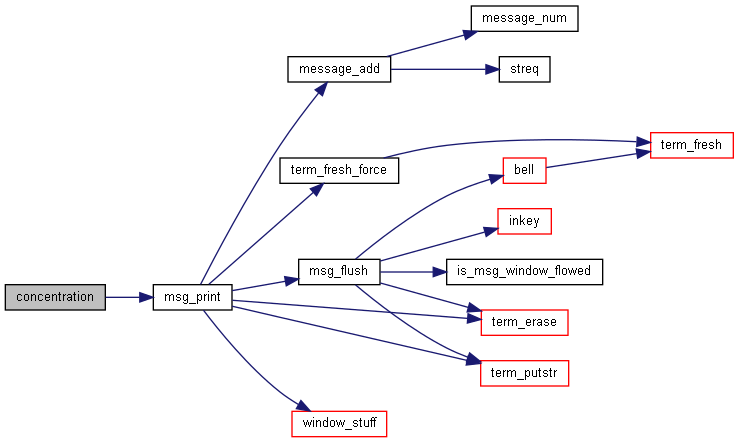 message_num
message_add
streq
term_fresh_force
term_fresh
bell
inkey
msg_flush
is_msg_window_flowed
concentration
msg_print
term_erase
term_putstr
window_stuff